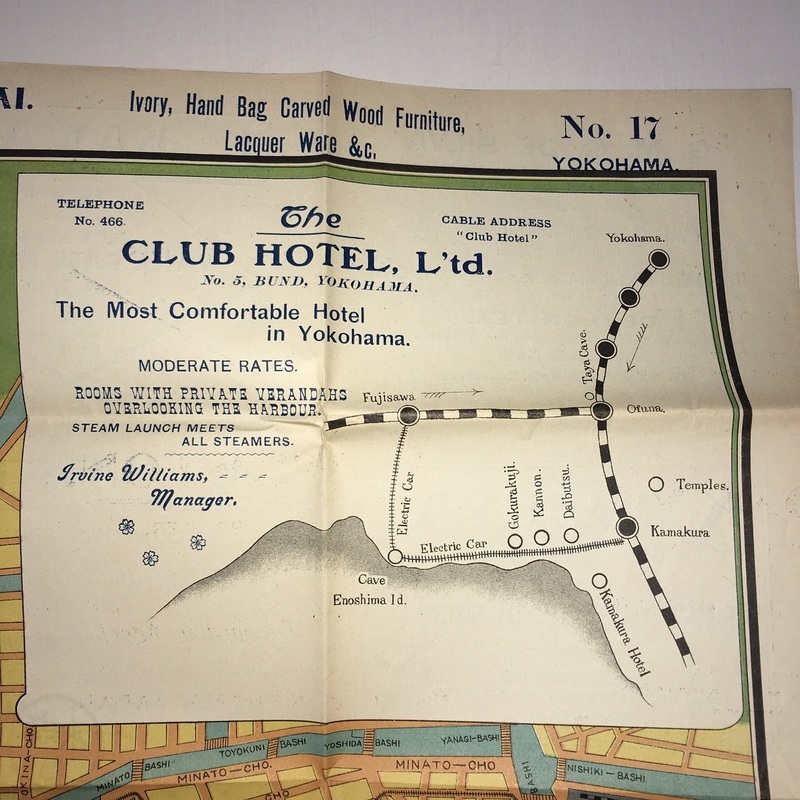 AI.
Ivory, Hand Bag Carved Wood Furniture,
Lacquer Ware &c,
No. 17
YOKOHAMA.
TELEPHONE
No. 466.
The
CLUB HOTEL, L'td.
No. 5, BUND, YOKOHAMA.
CABLE ADDRESS
"Club Hotel"
The Most Comfortable Hotel
in Yokohama.
MODERATE RATES.
ROOMS WITH PRIVATE VERANDAHS
OVERLOOKING THE HARBOUR.
STEAM LAUNCH MEETS
ALL STEAMERS.
Irvine Williams,
Manager.
Yokohama.
Taya Cave.
Fujisawa
Ofuna.
Electric Car
Gokurakuji.
Kannon.
Daibutsu.
Temples.
Electric Car
Kamakura
Cave
Enoshima Id.
Kamakura Hotel
TOYOKUNI BASHI
YOSHIDA BASHI
YANAGI-BASHI
MINATO BASHI
MINATO-CHO.
MINATO-CHO
BASHI
NISHIKI-BASHI
CHO